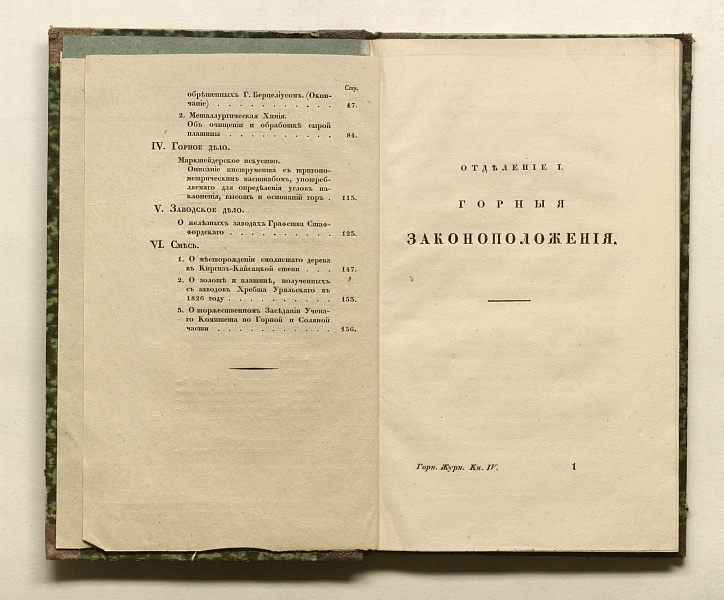 Стр.
обрѣтенныхъ Г. Берцеліусомъ. (Окон-
чаніе) . . . . . . . . . . . 47.
2. Металлургическая Химія.
Объ очищеніи и обработкѣ сырой
платины . . . . . . . . . 84.
IV. Горное дѣло.
Маркшейдерское искуство.
Описаніе инструмента съ тригоно-
метрическимъ масштабомъ, употреб-
ляемаго для опредѣленія угловъ на-
клоненія, высотъ и основаній горъ . 115.
V. Заводское дѣло.
О желѣзныхъ заводахъ Графства Стаф-
фордскаго . . . . . . . . . 125.
VI. Смѣсь.
1. О мѣсторожденіи смолистаго дерева
въ Киргизъ-Кайсацкой степи . . . 147.
2. О золотѣ и платинѣ, полученныхъ
съ заводовъ Хребта Уральскаго въ
1826 году . . . . . . . . . 153.
3. О торжественномъ Засѣданіи Учена-
го Комитета по Горной и Соляной
части . . . . . . . . . . . 156.
ОТДѢЛЕНІЕ I.
ГОРНЫЯ
ЗАКОНОПОЛОЖЕНІЯ.
Горн. Журн. Кн. IV. 1